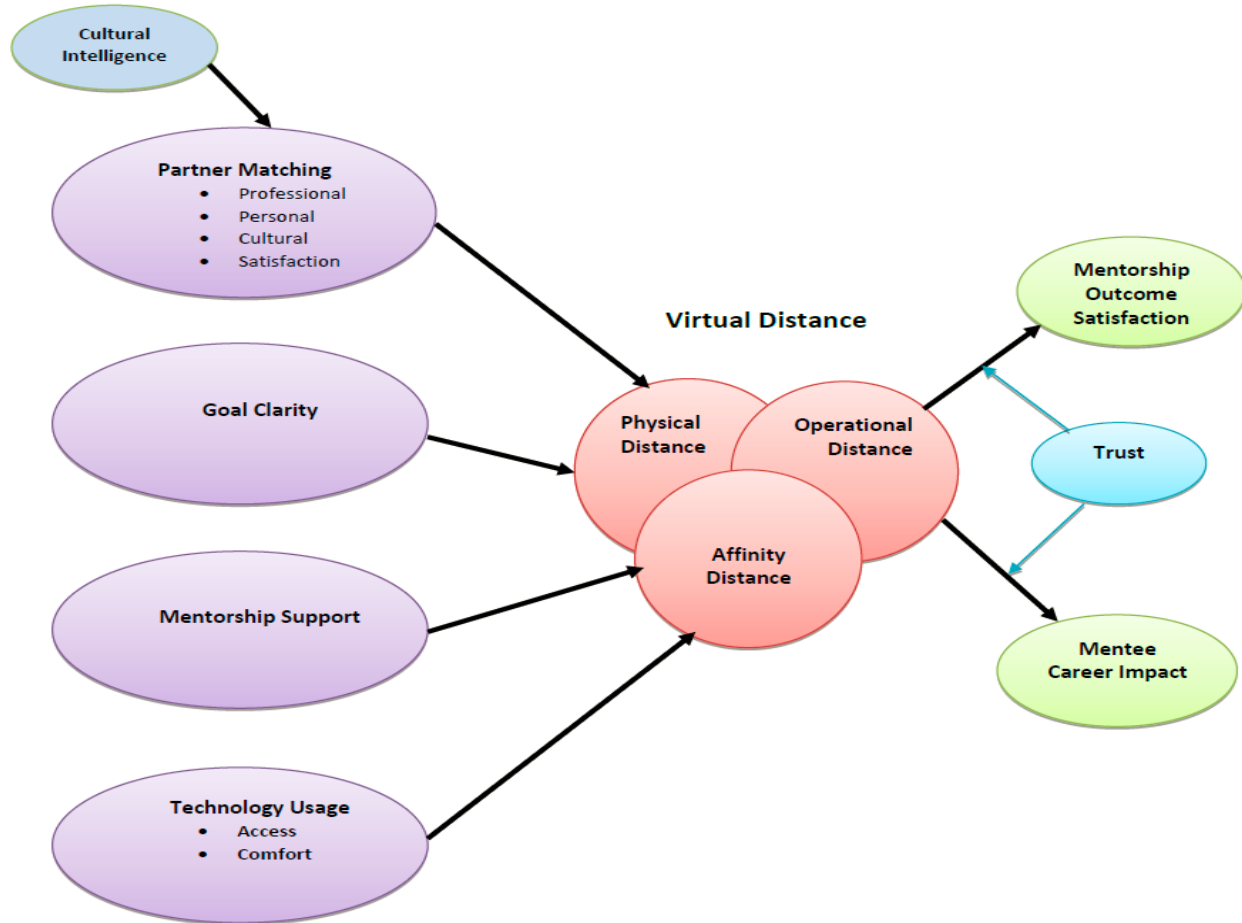 Cultural
Intelligence
Partner Matching
• Professional
• Personal
• Cultural
• Satisfaction
Goal Clarity
Mentorship Support
Technology Usage
• Access
• Comfort
Virtual Distance
Physical
Distance
Operational
Distance
Affinity
Distance
Mentorship
Outcome
Satisfaction
Trust
Mentee
Career Impact